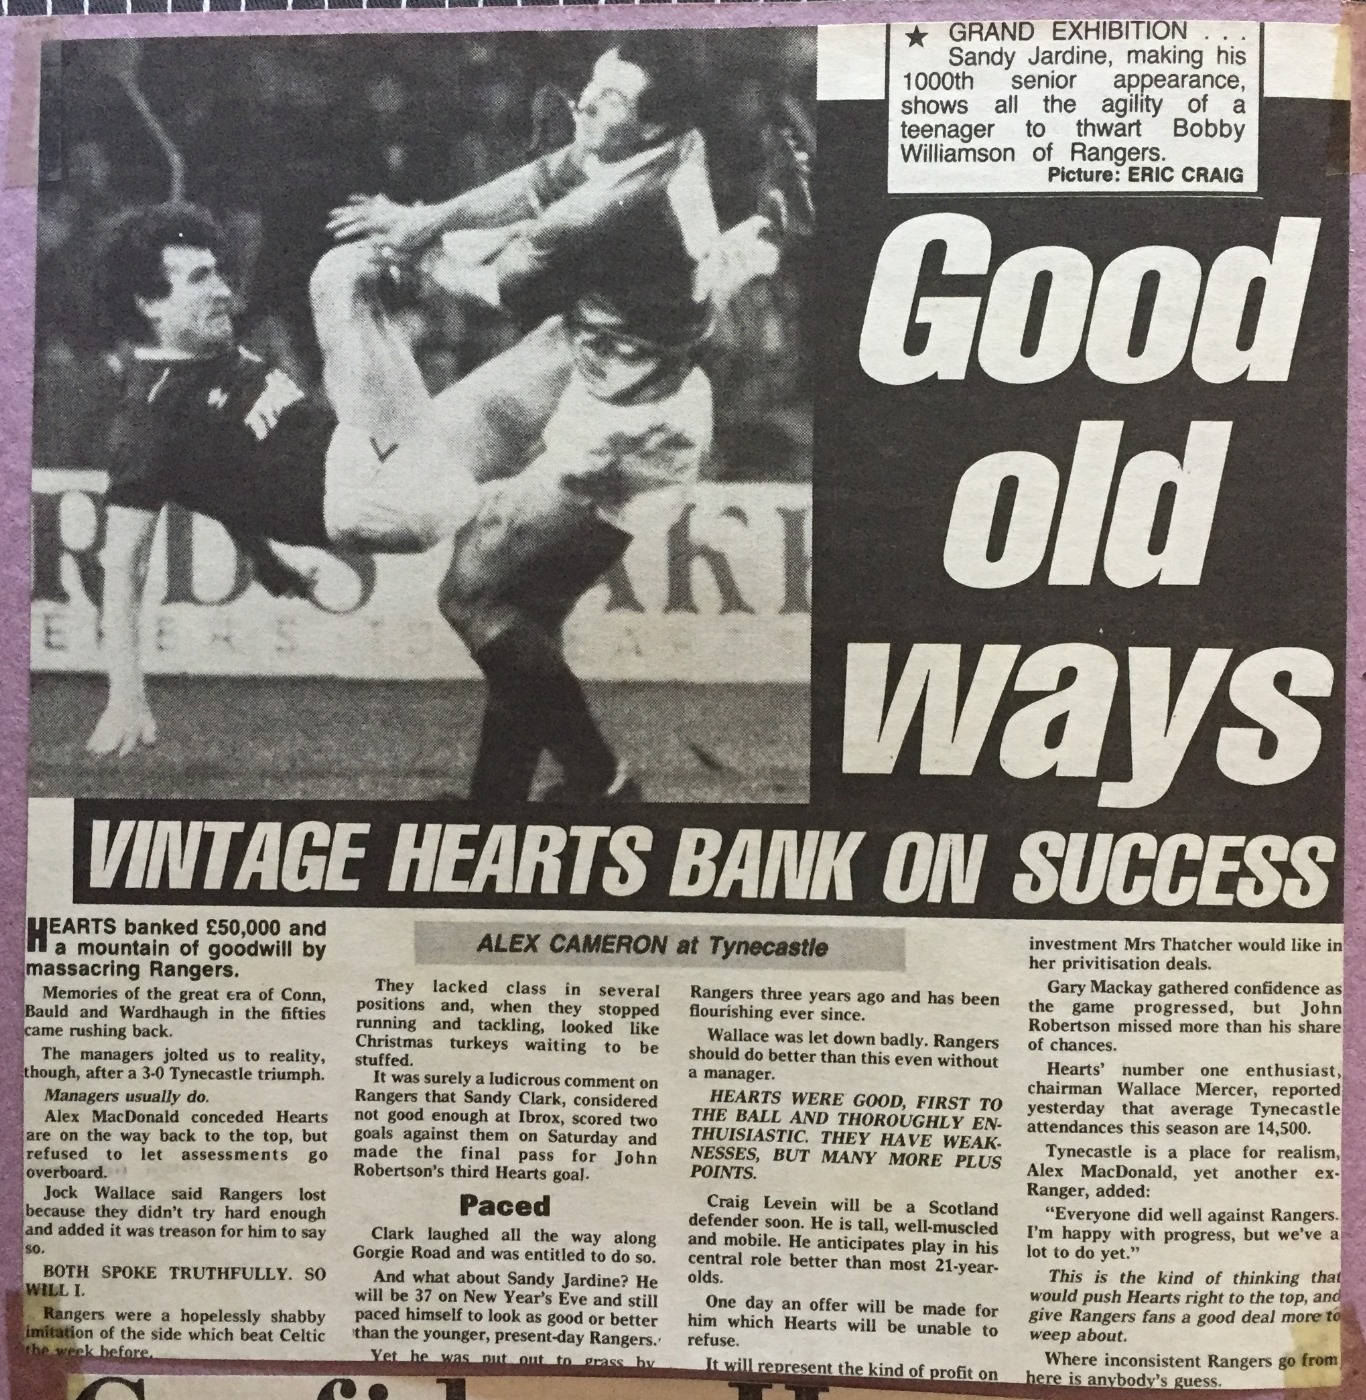 ★ GRAND EXHIBITION . . .
Sandy Jardine, making his
1000th senior appearance,
shows all the agility of a
teenager to thwart Bobby
Williamson of Rangers.
Picture: ERIC CRAIG
Good
old
ways
VINTAGE HEARTS BANK ON SUCCESS
HEARTS banked £50,000 and
a mountain of goodwill by
massacring Rangers.
Memories of the great era of Conn,
Bauld and Wardhaugh in the fifties
came rushing back.
The managers jolted us to reality,
though, after a 3-0 Tynecastle triumph.
Managers usually do.
Alex MacDonald conceded Hearts
are on the way back to the top, but
refused to let assessments go
overboard.
Jock Wallace said Rangers lost
because they didn't try hard enough
and added it was treason for him to say
so.
BOTH SPOKE TRUTHFULLY. SO
WILL I.
Rangers were a hopelessly shabby
imitation of the side which beat Celtic
the week before.
ALEX CAMERON at Tynecastle
They lacked class in several
positions and, when they stopped
running and tackling, looked like
Christmas turkeys waiting to be
stuffed.
It was surely a ludicrous comment on
Rangers that Sandy Clark, considered
not good enough at Ibrox, scored two
goals against them on Saturday and
made the final pass for John
Robertson's third Hearts goal.
Paced
Clark laughed all the way along
Gorgie Road and was entitled to do so.
And what about Sandy Jardine? He
will be 37 on New Year's Eve and still
paced himself to look as good or better
than the younger, present-day Rangers.
Yet he was put out to grass by
Rangers three years ago and has been
flourishing ever since.
Wallace was let down badly. Rangers
should do better than this even without
a manager.
HEARTS WERE GOOD, FIRST TO
THE BALL AND THOROUGHLY EN-
THUISIASTIC. THEY HAVE WEAK-
NESSES, BUT MANY MORE PLUS
POINTS.
Craig Levein will be a Scotland
defender soon. He is tall, well-muscled
and mobile. He anticipates play in his
central role better than most 21-year-
olds.
One day an offer will be made for
him which Hearts will be unable to
refuse.
It will represent the kind of profit on
investment Mrs Thatcher would like in
her privitisation deals.
Gary Mackay gathered confidence as
the game progressed, but John
Robertson missed more than his share
of chances.
Hearts' number one enthusiast,
chairman Wallace Mercer, reported
yesterday that average Tynecastle
attendances this season are 14,500.
Tynecastle is a place for realism,
Alex MacDonald, yet another ex-
Ranger, added:
"Everyone did well against Rangers.
I'm happy with progress, but we've a
lot to do yet."
This is the kind of thinking that
would push Hearts right to the top, and
give Rangers fans a good deal more to
weep about.
Where inconsistent Rangers go from
here is anybody's guess.